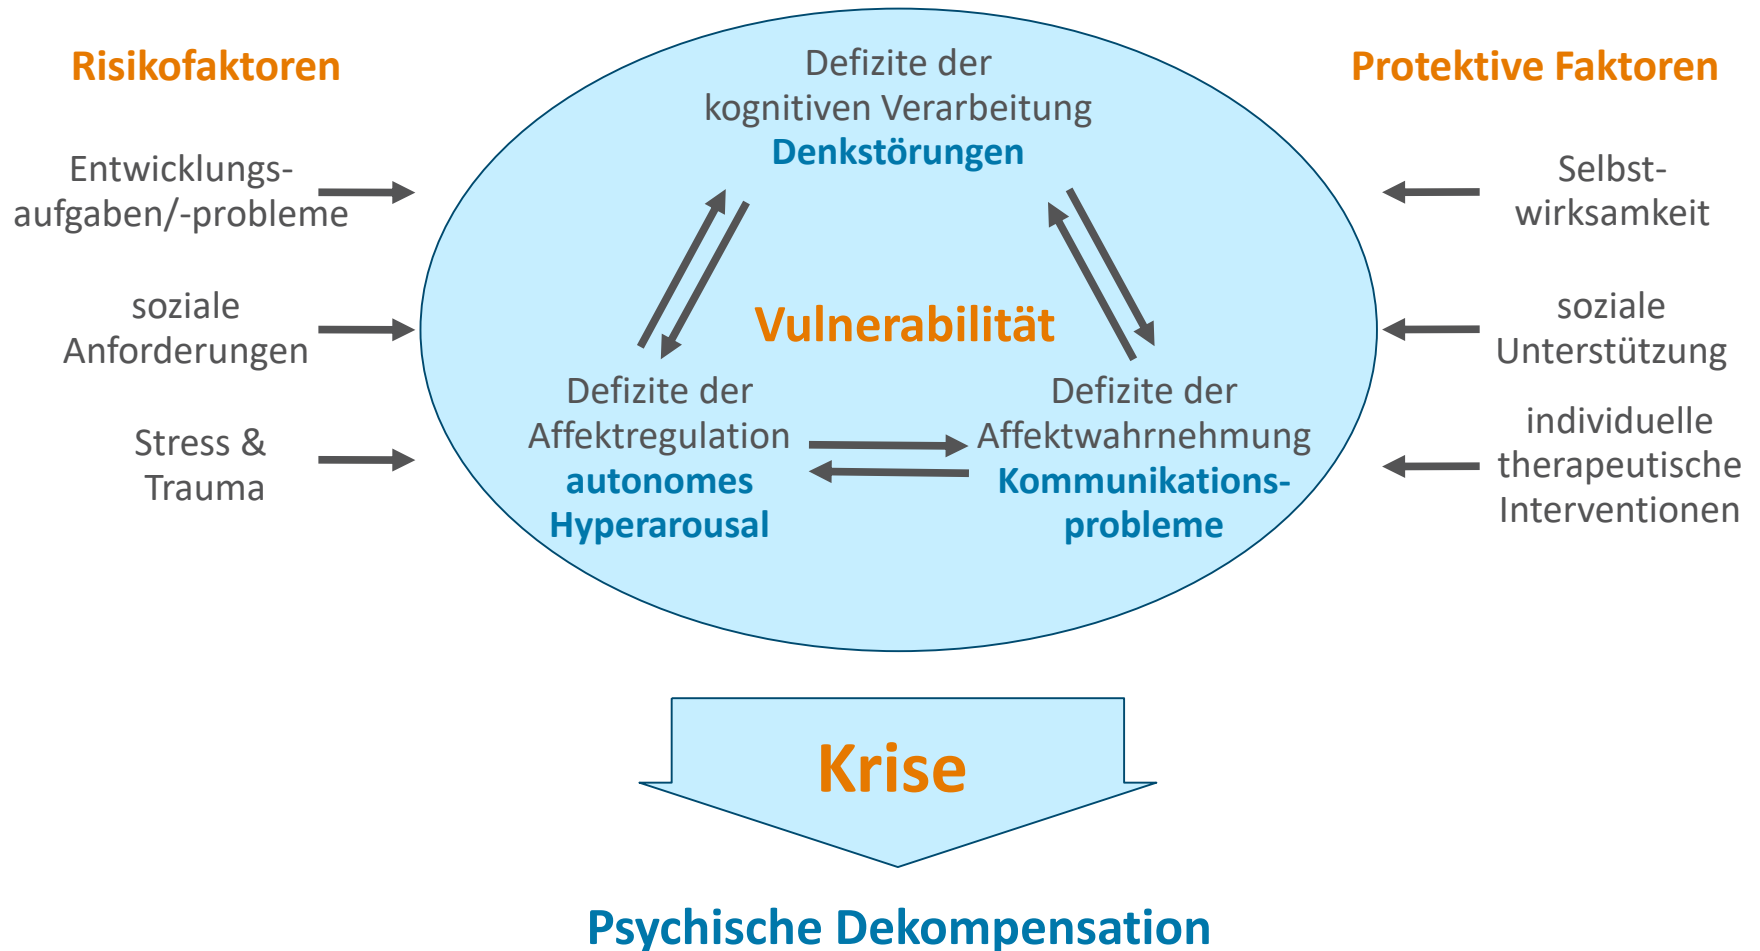 Risikofaktoren
Entwicklungs-
aufgaben/-probleme
soziale
Anforderungen
Stress &
Trauma
Defizite der
kognitiven Verarbeitung
Denkstörungen
Vulnerabilität
Defizite der
Affektregulation
autonomes
Hyperarousal
Defizite der
Affektwahrnehmung
Kommunikations-
probleme
Protektive Faktoren
Selbst-
wirksamkeit
soziale
Unterstützung
individuelle
therapeutische
Interventionen
Krise
Psychische Dekompensation